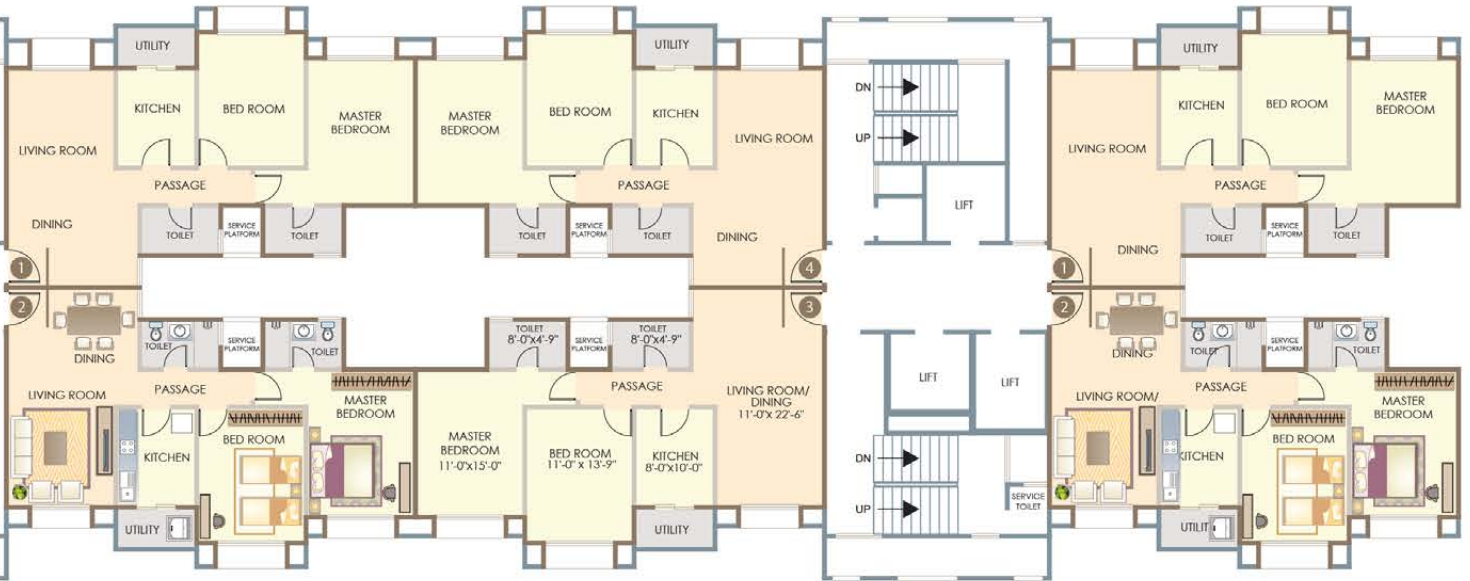 UTILITY
KITCHEN
BED ROOM
MASTER
BEDROOM
LIVING ROOM
PASSAGE
DINING
TOILET
SERVICE
PLATFORM
TOILET
1
MASTER
BEDROOM
BED ROOM
UTILITY
KITCHEN
LIVING ROOM
PASSAGE
TOILET
SERVICE
PLATFORM
TOILET
DINING
4
DN
UP
LIFT
UTILITY
KITCHEN
BED ROOM
MASTER
BEDROOM
LIVING ROOM
PASSAGE
DINING
TOILET
SERVICE
PLATFORM
TOILET
1
2
DINING
TOILET
SERVICE
PLATFORM
TOILET
LIVING ROOM
PASSAGE
MASTER
BEDROOM
BED ROOM
KITCHEN
UTILITY
3
TOILET
8'-0"x4'-9"
SERVICE
PLATFORM
TOILET
8'-0"x4'-9"
PASSAGE
LIVING ROOM/
DINING
11'-0"x 22'-6"
MASTER
BEDROOM
11'-0"x15'-0"
BED ROOM
11'-0" x 13'-9"
KITCHEN
8'-0"x10'-0"
UTILITY
LIFT
LIFT
DN
UP
SERVICE
TOILET
2
DINING
TOILET
SERVICE
PLATFORM
TOILET
LIVING ROOM/
PASSAGE
MASTER
BEDROOM
BED ROOM
KITCHEN
UTILIT